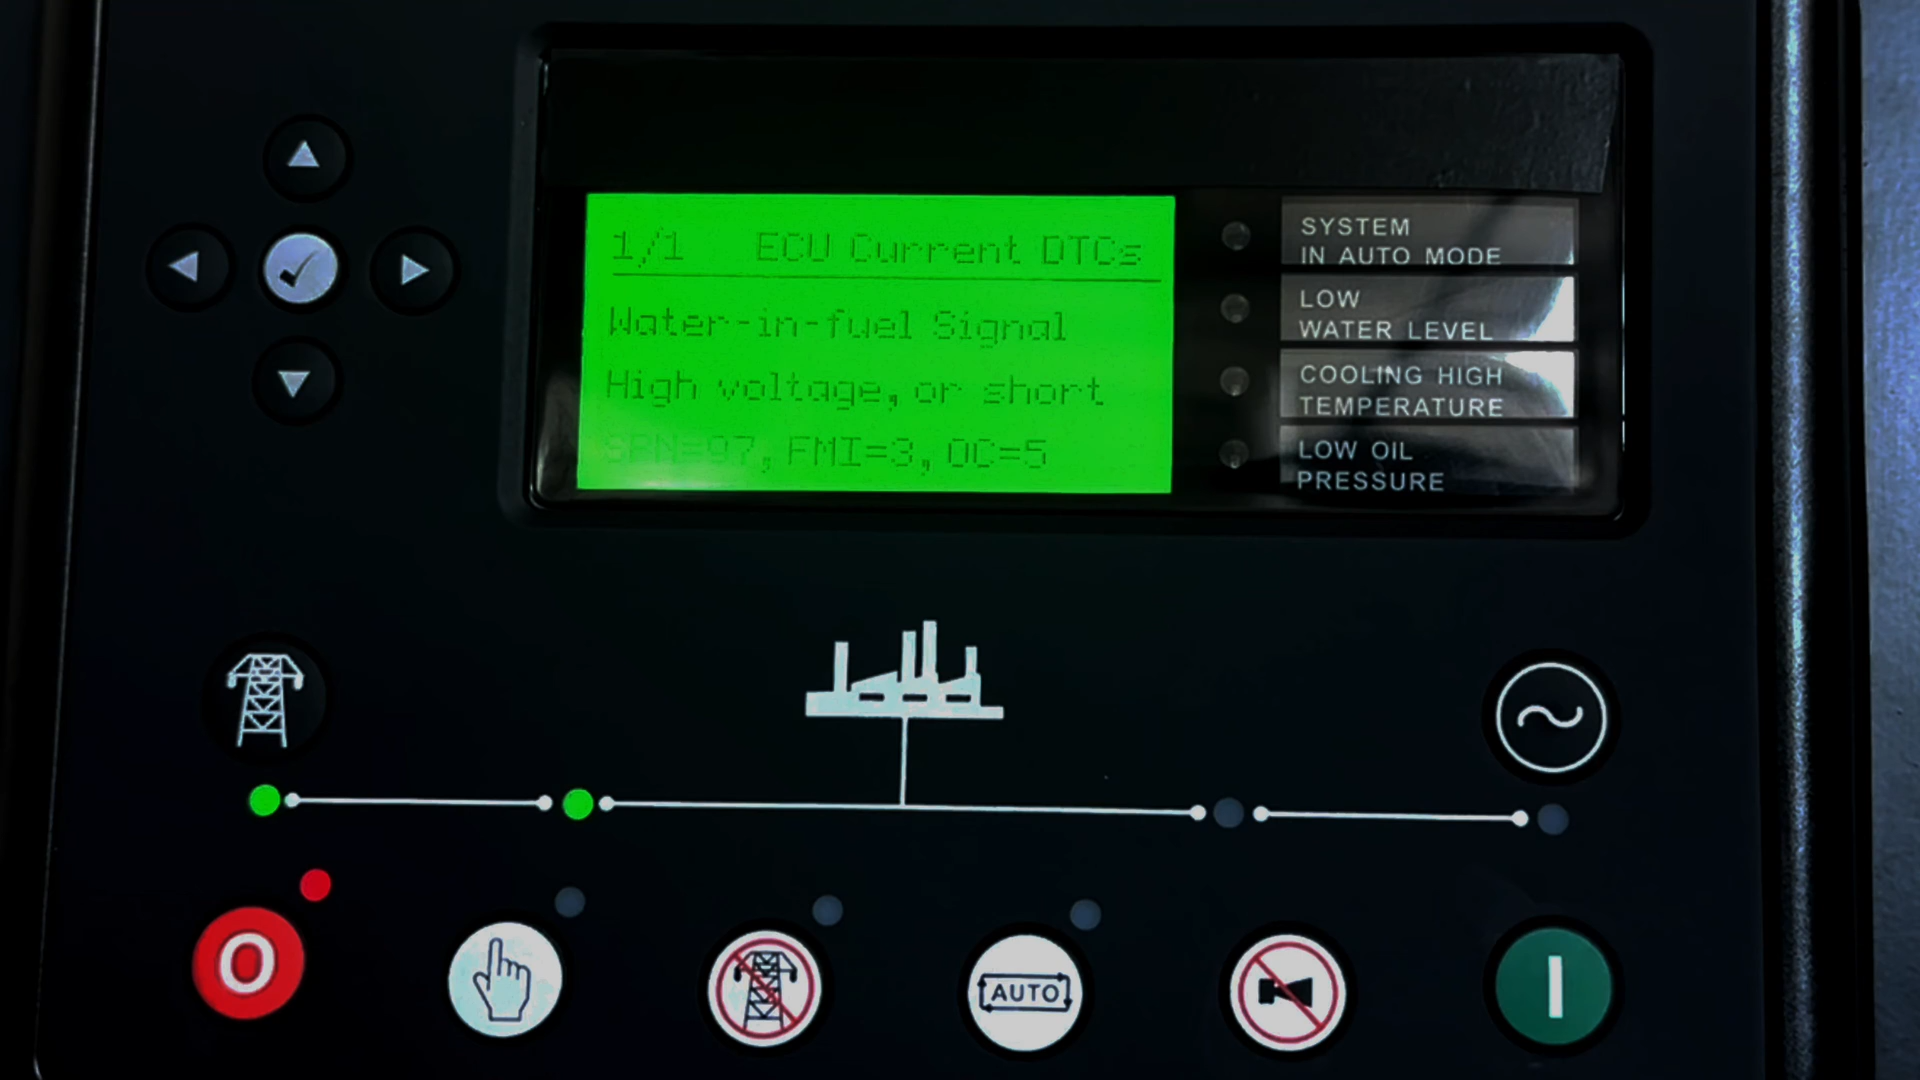 1/1 ECU Current DTCs
Water-in-fuel Signal
High voltage, or short
SPN=97, FMI=3, OC=5
SYSTEM
IN AUTO MODE
LOW
WATER LEVEL
COOLING HIGH
TEMPERATURE
LOW OIL
PRESSURE
O
AUTO
I